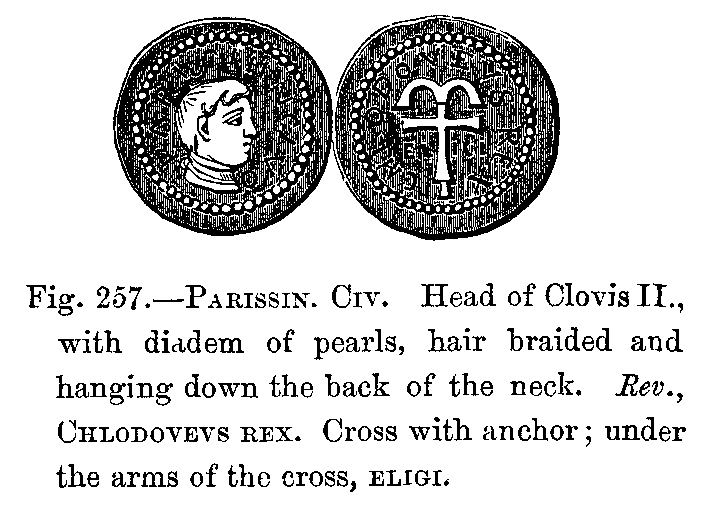 Fig. 257.—PARISSIN. CIV. Head of Clovis II.,
with diadem of pearls, hair braided and
hanging down the back of the neck. Rev.,
CHLODOVEVS REX. Cross with anchor; under
the arms of the cross, ELIGI.